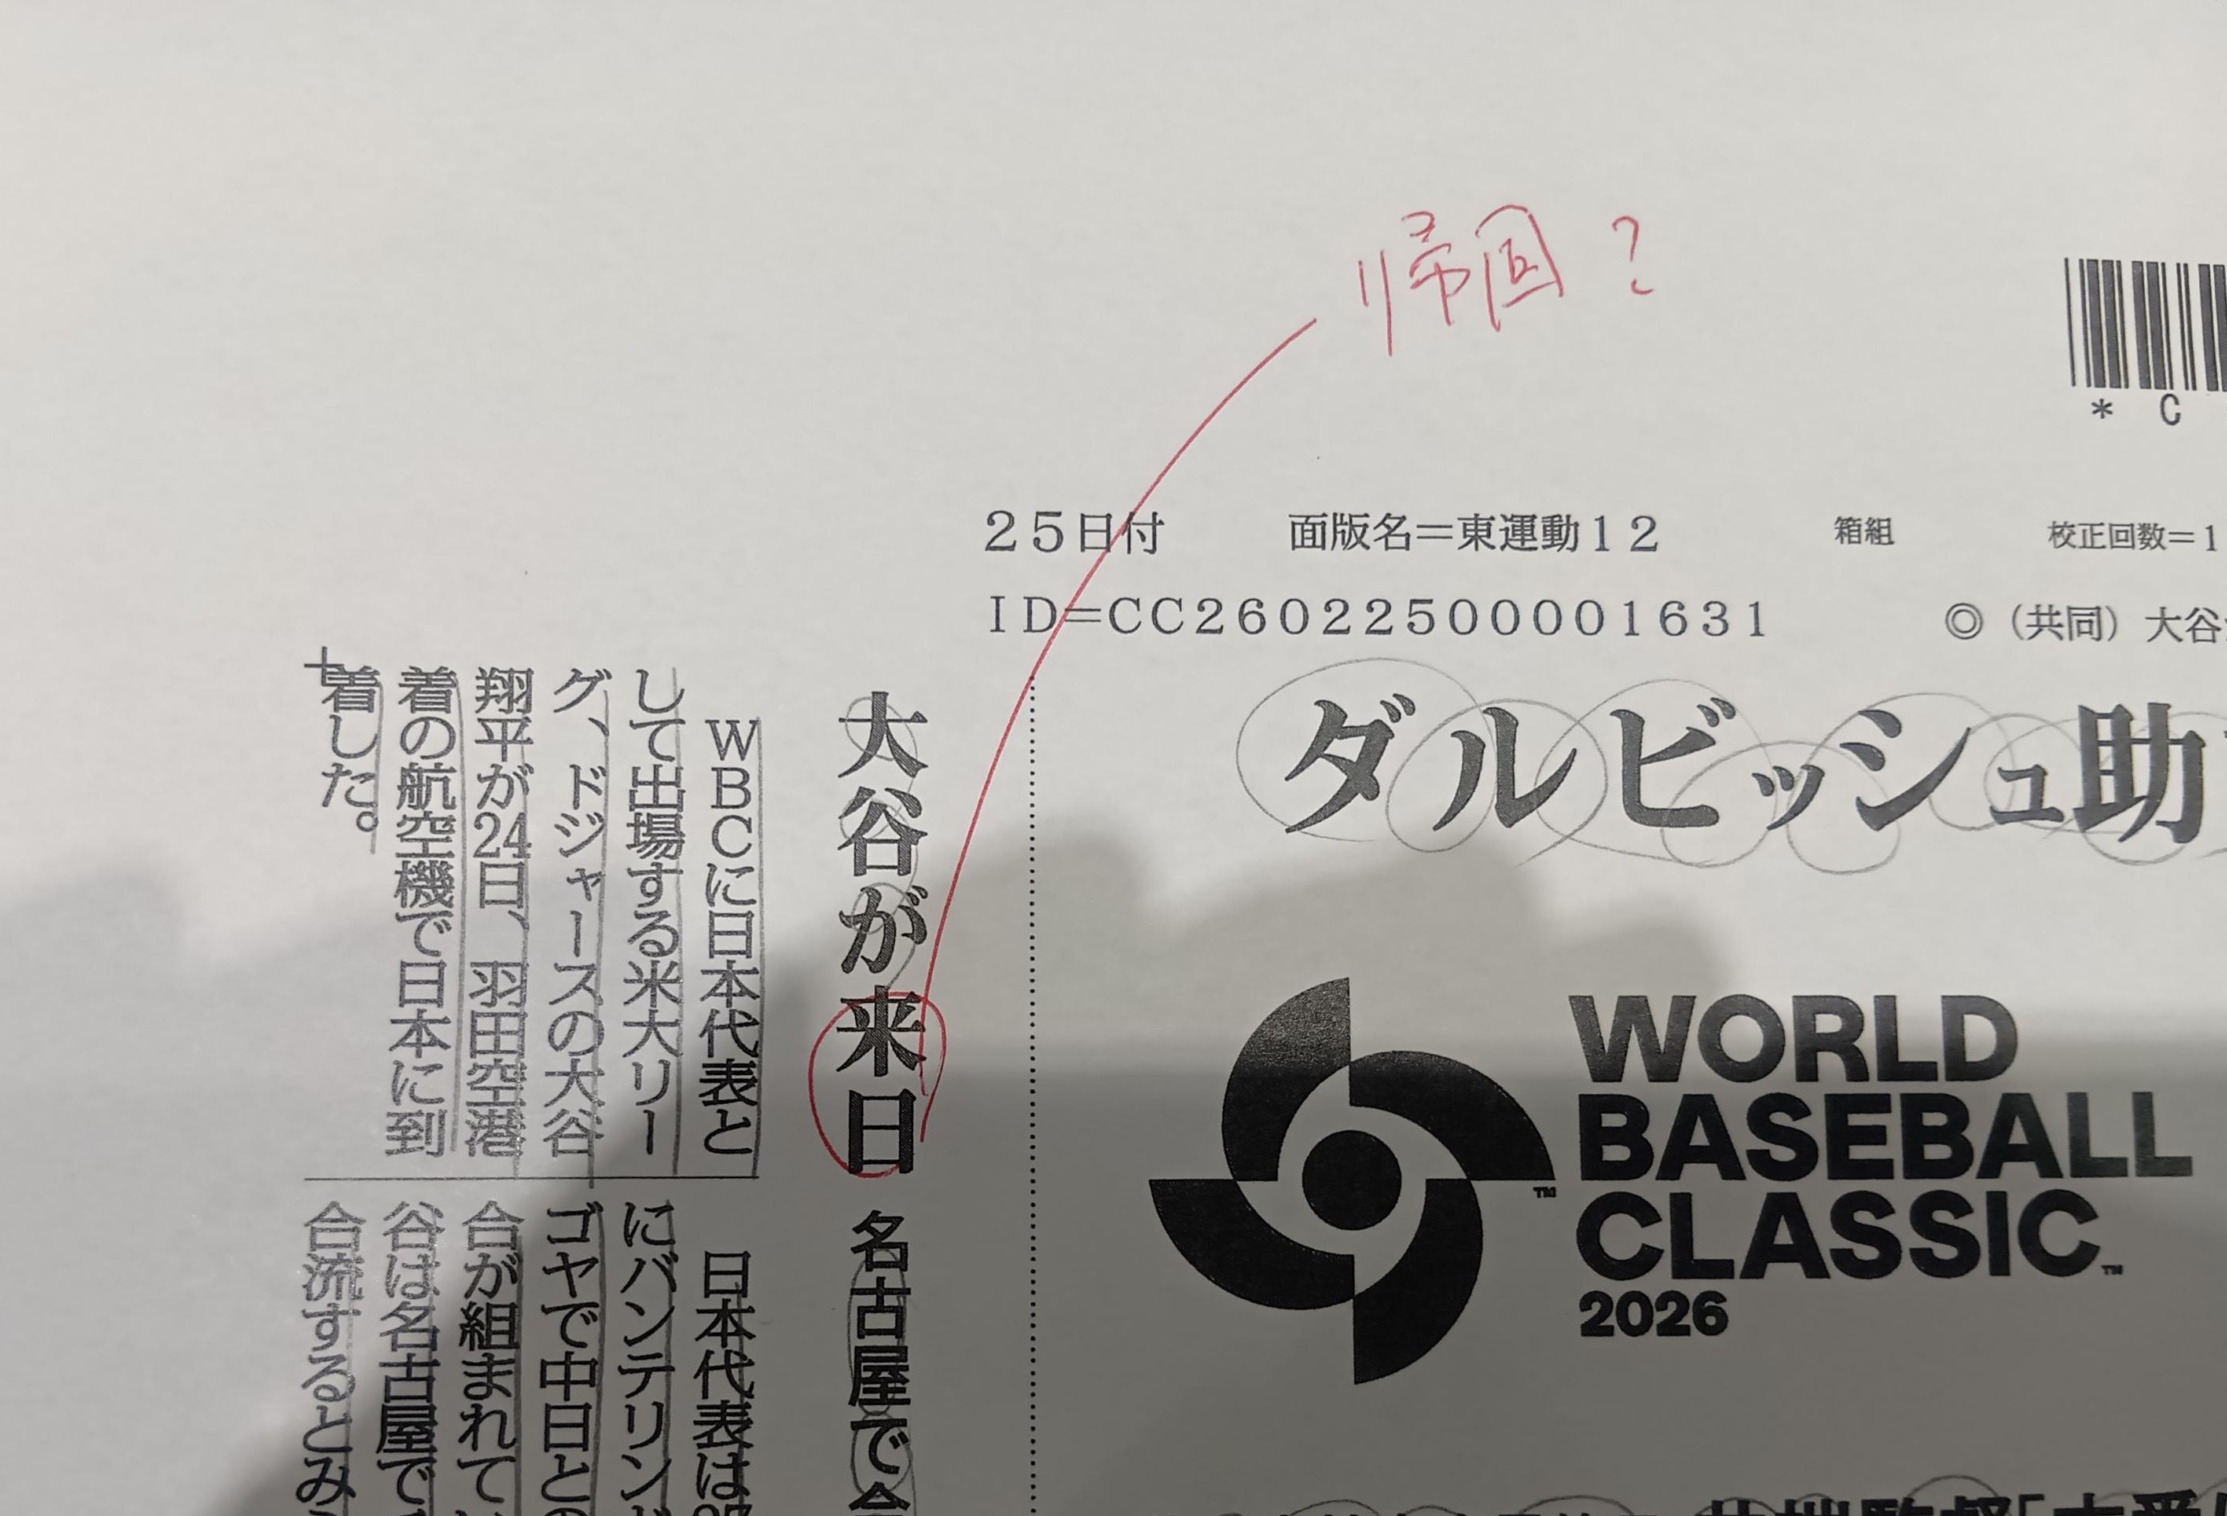 帰国?
* C
25日付 面版名=東運動12 箱組 校正回数=1
ID=CC260225000001631 ◎(共同)大谷
ダルビッシュ助
WORLD
BASEBALL
CLASSIC™
2026
™
大谷が来日 名古屋で
WBCに日本代表と
して出場する米大リー
グ、ドジャースの大谷
翔平が24日、羽田空港
着の航空機で日本に到
着した。
日本代表は
にバンテリンド
ゴヤで中日との
合が組まれて
谷は名古屋で
合流するとみ